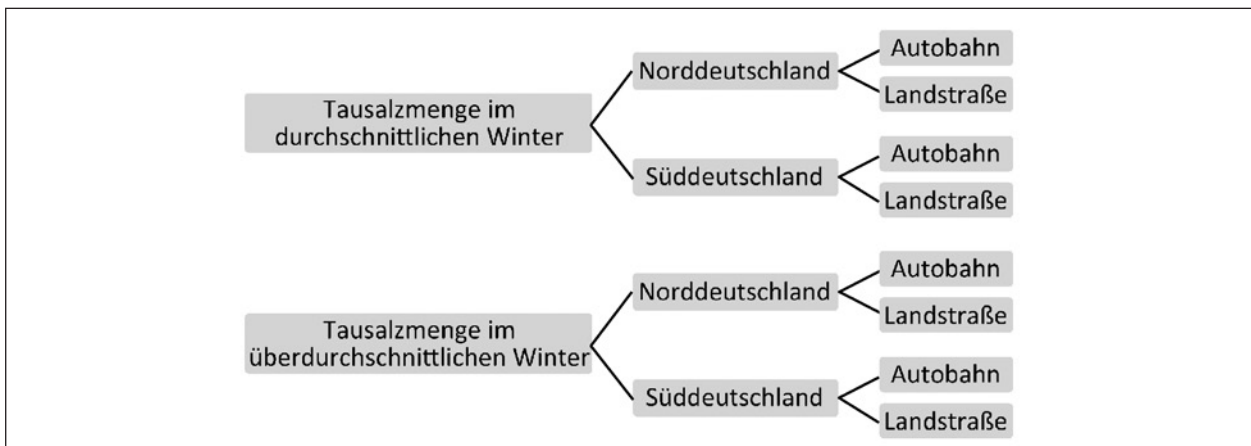 Tausalzmenge im
durchschnittlichen Winter
Norddeutschland
Autobahn
Landstraße
Süddeutschland
Autobahn
Landstraße
Tausalzmenge im
überdurchschnittlichen Winter
Norddeutschland
Autobahn
Landstraße
Süddeutschland
Autobahn
Landstraße